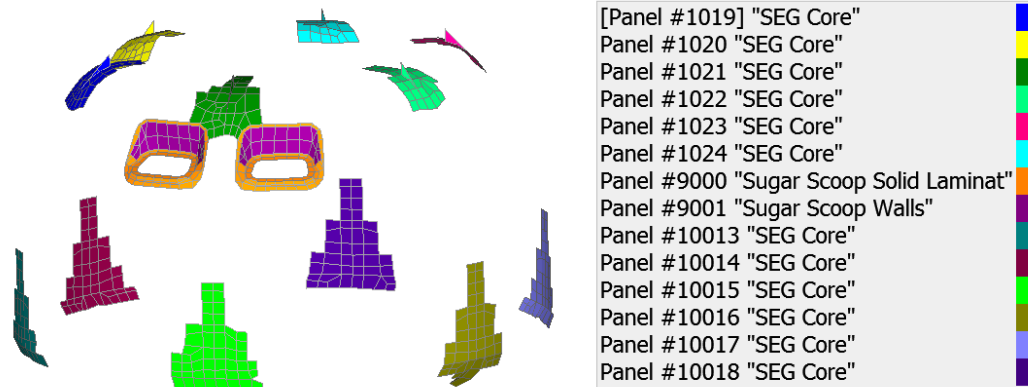 [Panel #1019] "SEG Core"
Panel #1020 "SEG Core"
Panel #1021 "SEG Core"
Panel #1022 "SEG Core"
Panel #1023 "SEG Core"
Panel #1024 "SEG Core"
Panel #9000 "Sugar Scoop Solid Laminat"
Panel #9001 "Sugar Scoop Walls"
Panel #10013 "SEG Core"
Panel #10014 "SEG Core"
Panel #10015 "SEG Core"
Panel #10016 "SEG Core"
Panel #10017 "SEG Core"
Panel #10018 "SEG Core"